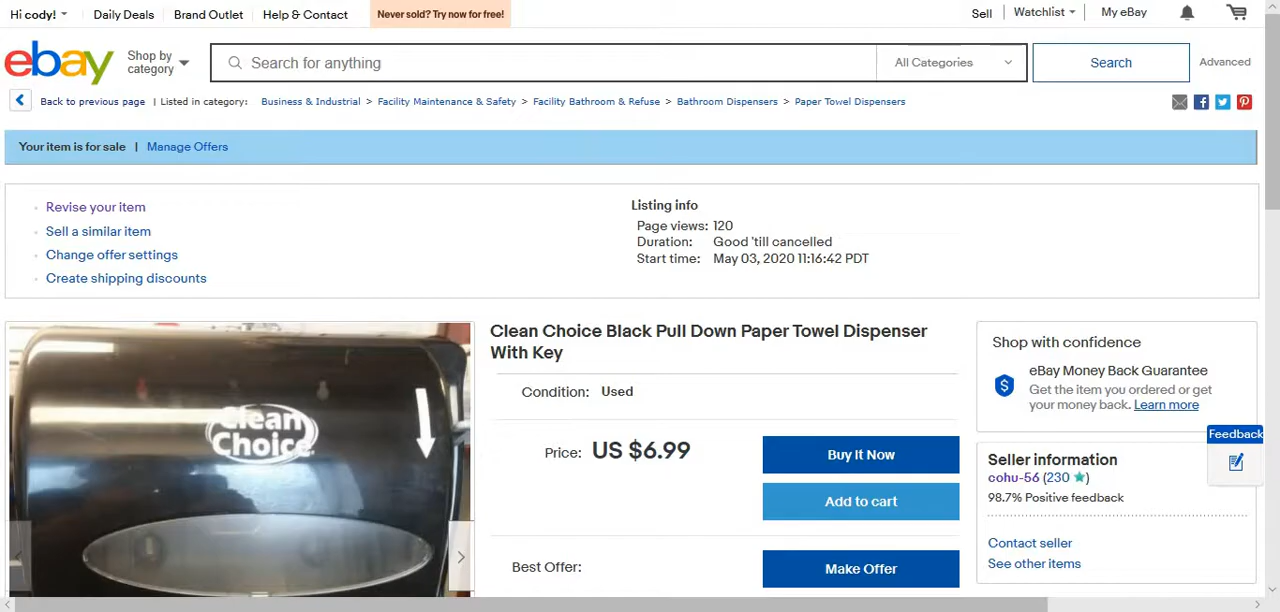 Hi cody! Daily Deals Brand Outlet Help & Contact Never sold? Try now for free! Sell Watchlist My eBay
ebay Shop by category Search for anything All Categories Search Advanced
Back to previous page | Listed in category: Business & Industrial > Facility Maintenance & Safety > Facility Bathroom & Refuse > Bathroom Dispensers > Paper Towel Dispensers
Your item is for sale | Manage Offers
Revise your item
Sell a similar item
Change offer settings
Create shipping discounts
Listing info
Page views: 120
Duration: Good 'till cancelled
Start time: May 03, 2020 11:16:42 PDT
Clean
Choice
Clean Choice Black Pull Down Paper Towel Dispenser
With Key
Condition: Used
Price: US $6.99
Buy It Now
Add to cart
Best Offer:
Make Offer
Shop with confidence
eBay Money Back Guarantee
Get the item you ordered or get
your money back. Learn more
Feedback
Seller information
cohu-56 (230)
98.7% Positive feedback
Contact seller
See other items